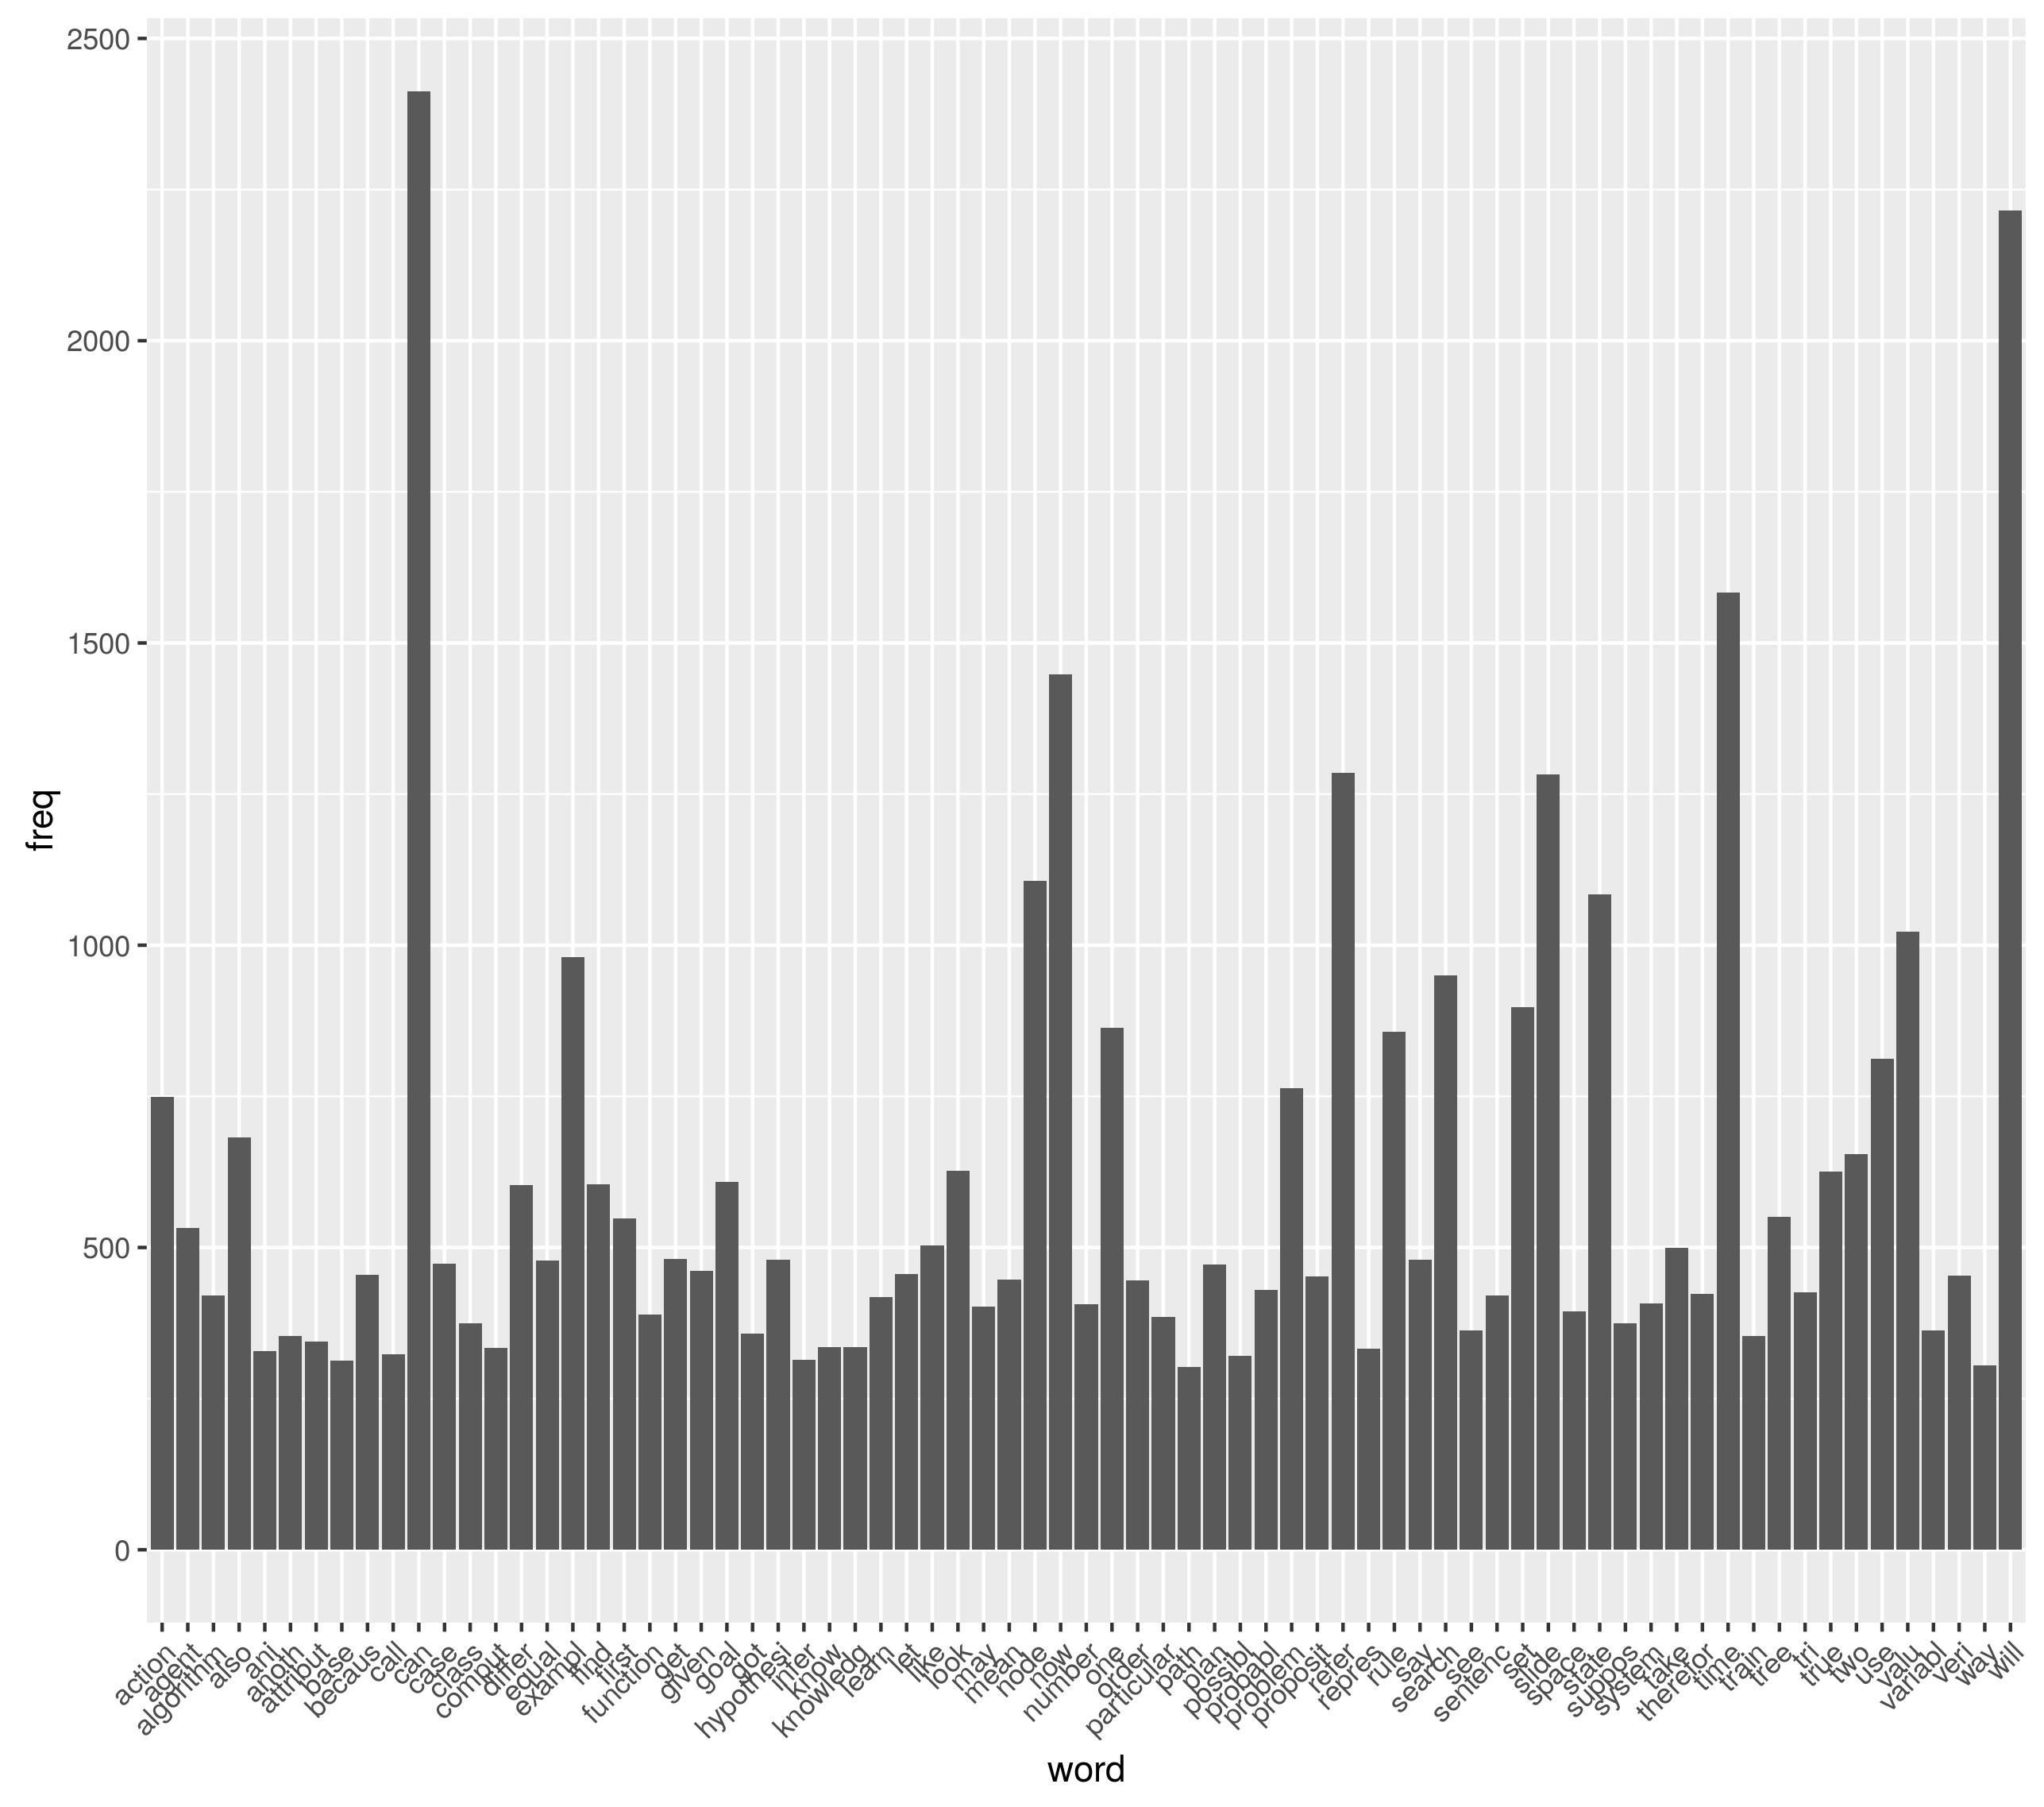 2500
2000
1500
1000
500
0
freq
action
agent
algorithm
also
ani
anoth
attribut
base
becaus
call
can
case
class
comput
differ
equal
exampl
find
first
function
get
given
goal
got
hypothesi
infer
know
knowledg
learn
let
like
look
may
mean
node
now
number
one
order
particular
path
plan
possibl
probabl
problem
proposit
refer
repres
rule
say
search
see
sentenc
set
slide
space
state
suppos
system
take
therefor
time
train
tree
tri
true
two
use
valu
variabl
veri
way
will
word